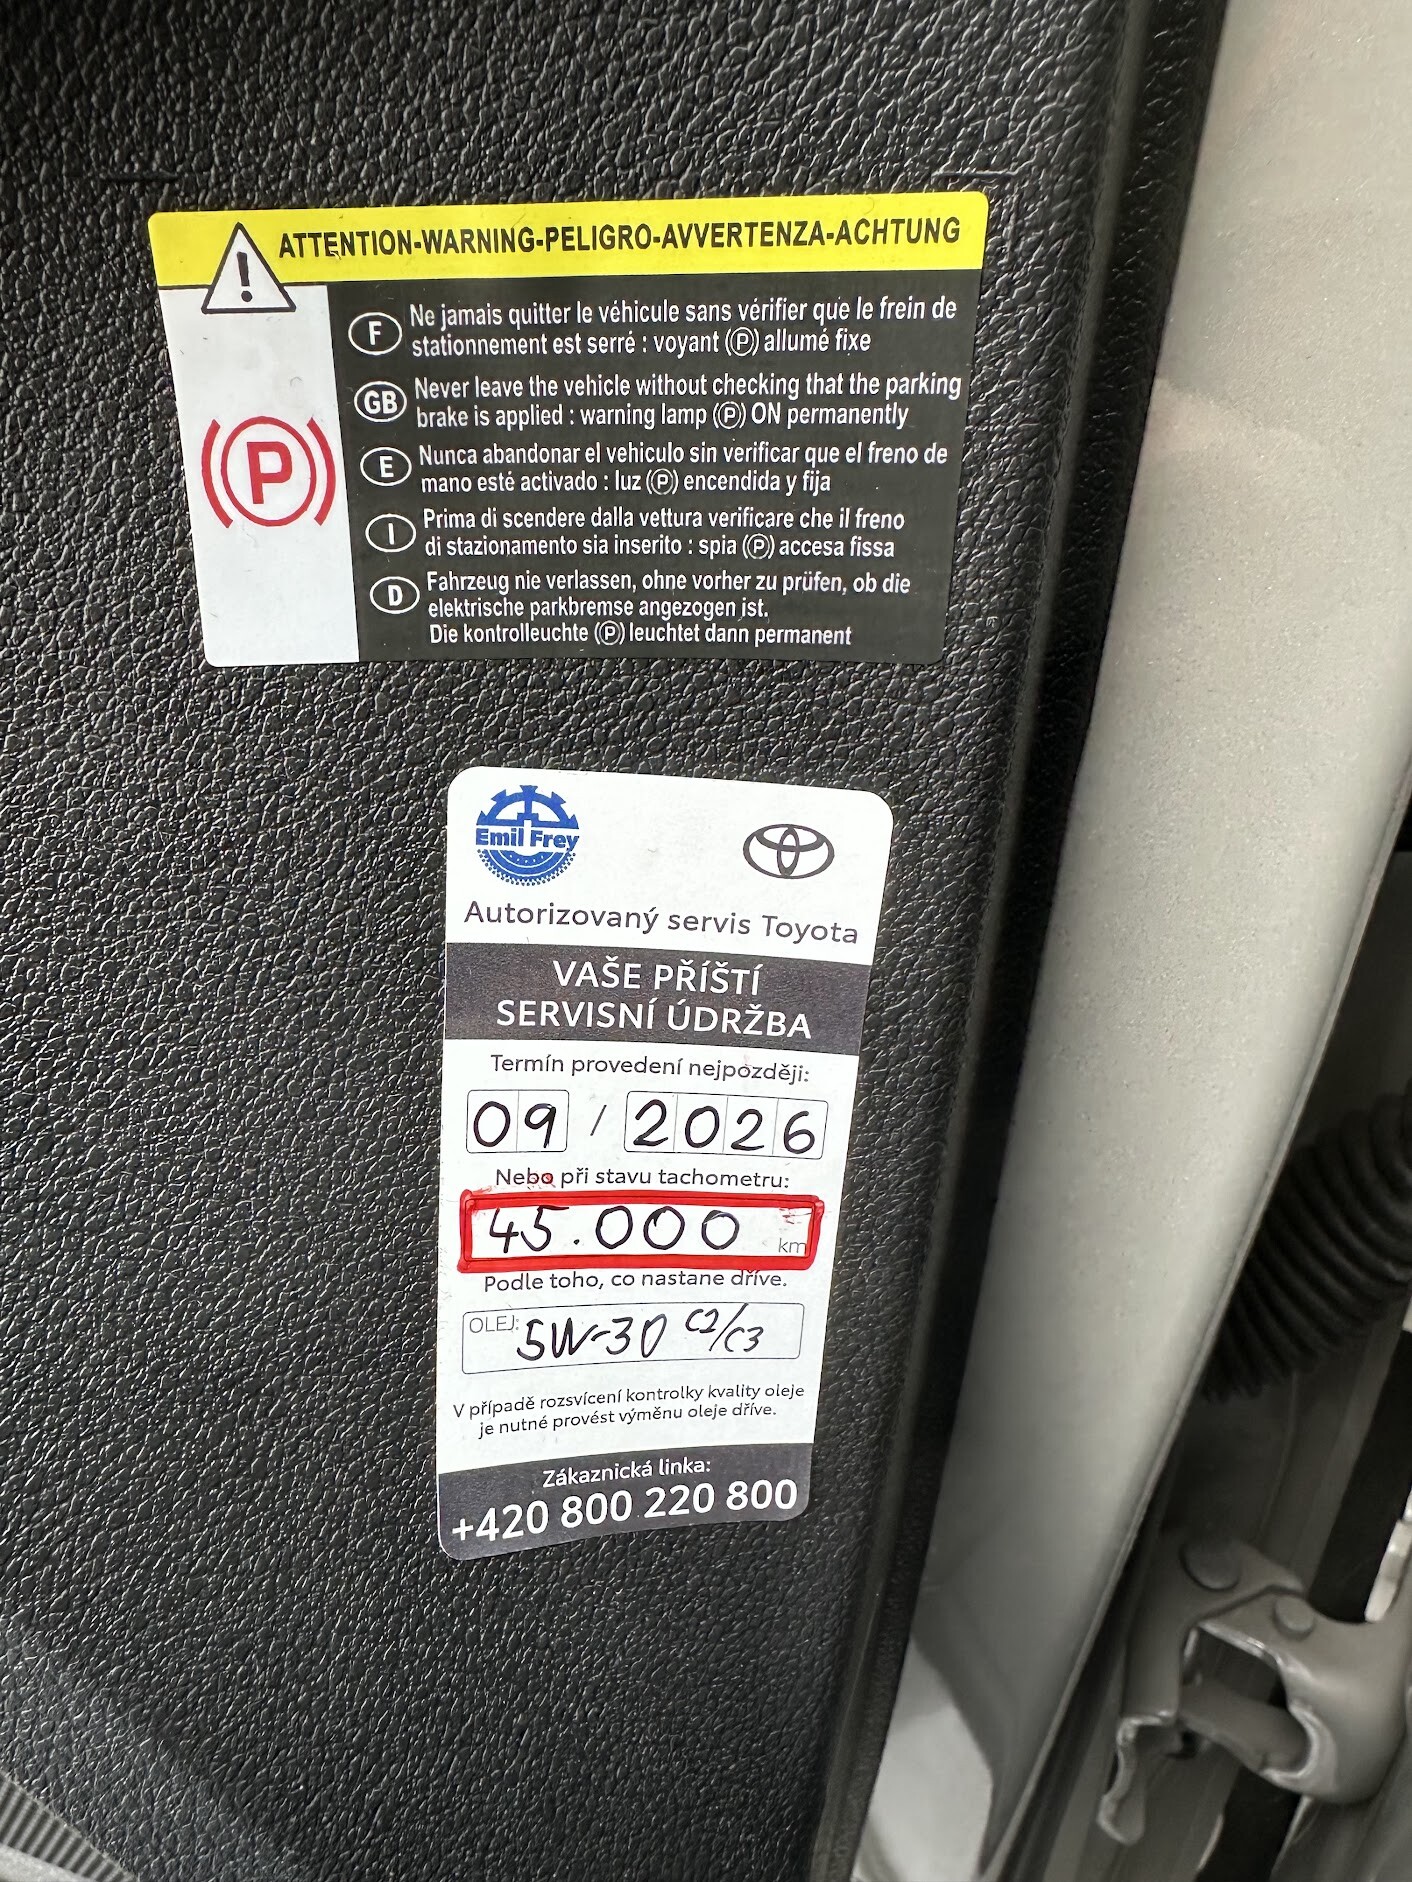 ATTENTION-WARNING-PELIGRO-AVVERTENZA-ACHTUNG
F Ne jamais quitter le véhicule sans vérifier que le frein de
stationnement est serré : voyant (P) allumé fixe
GB Never leave the vehicle without checking that the parking
brake is applied : warning lamp (P) ON permanently
E Nunca abandonar el vehiculo sin verificar que el freno de
mano esté activado : luz (P) encendida y fija
I Prima di scendere dalla vettura verificare che il freno
di stazionamento sia inserito : spia (P) accesa fissa
D Fahrzeug nie verlassen, ohne vorher zu prüfen, ob die
elektrische parkbremse angezogen ist.
Die kontrolleuchte (P) leuchtet dann permanent
(P)
Emil Frey
Autorizovaný servis Toyota
VAŠE PŘÍŠTÍ
SERVISNÍ ÚDRŽBA
Termín provedení nejpozději:
09 / 2026
Nebo při stavu tachometru:
45.000 km
Podle toho, co nastane dříve.
OLEJ: 5W-30 C2/C3
V případě rozsvícení kontrolky kvality oleje
je nutné provést výměnu oleje dříve.
Zákaznická linka:
+420 800 220 800